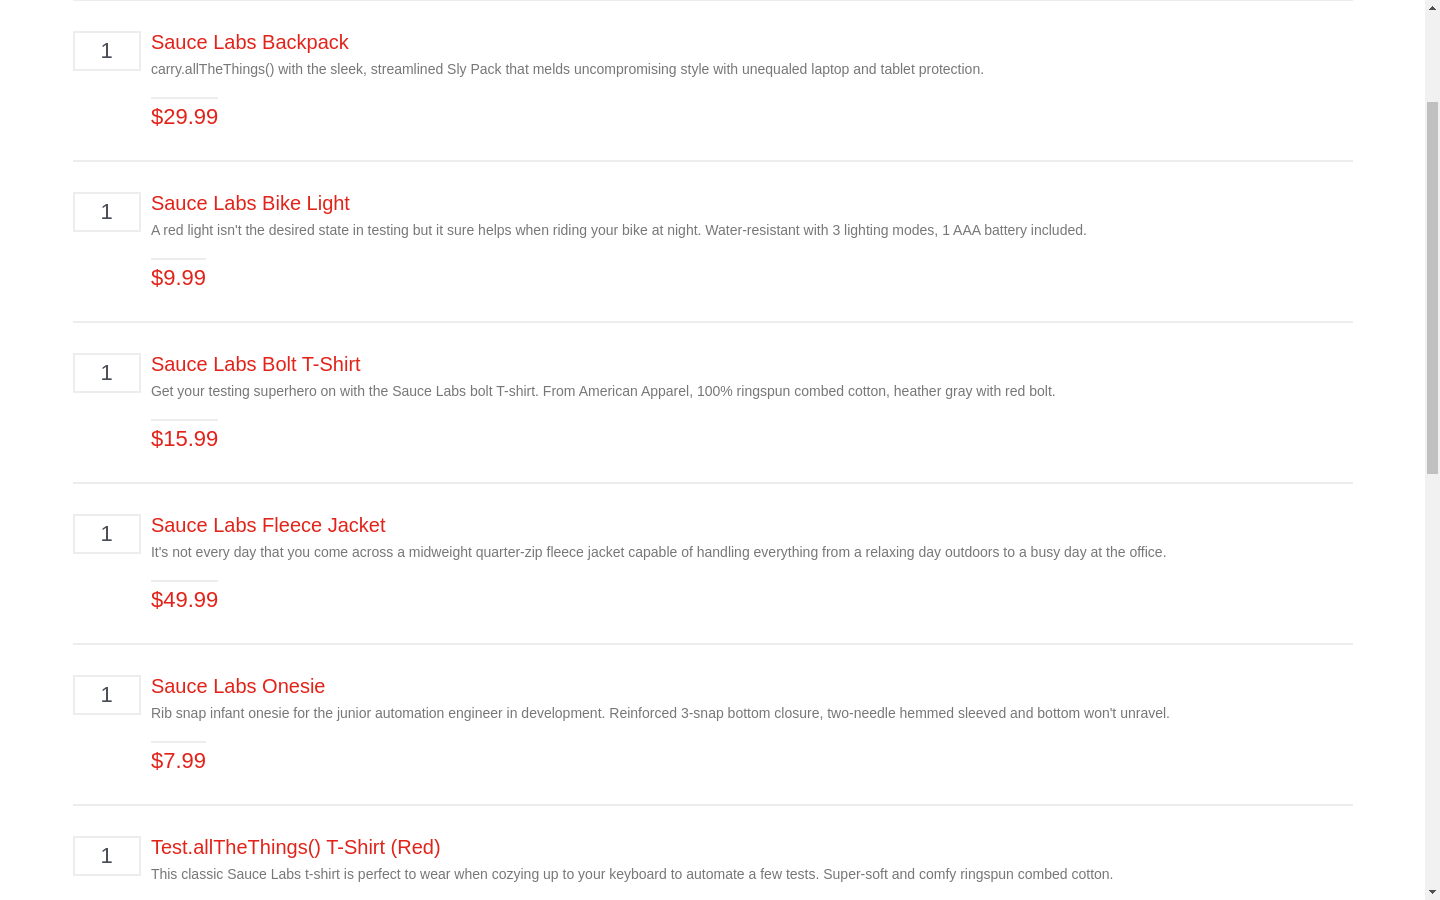 1
Sauce Labs Backpack
carry.allTheThings() with the sleek, streamlined Sly Pack that melds uncompromising style with unequaled laptop and tablet protection.
$29.99
1
Sauce Labs Bike Light
A red light isn't the desired state in testing but it sure helps when riding your bike at night. Water-resistant with 3 lighting modes, 1 AAA battery included.
$9.99
1
Sauce Labs Bolt T-Shirt
Get your testing superhero on with the Sauce Labs bolt T-shirt. From American Apparel, 100% ringspun combed cotton, heather gray with red bolt.
$15.99
1
Sauce Labs Fleece Jacket
It's not every day that you come across a midweight quarter-zip fleece jacket capable of handling everything from a relaxing day outdoors to a busy day at the office.
$49.99
1
Sauce Labs Onesie
Rib snap infant onesie for the junior automation engineer in development. Reinforced 3-snap bottom closure, two-needle hemmed sleeved and bottom won't unravel.
$7.99
1
Test.allTheThings() T-Shirt (Red)
This classic Sauce Labs t-shirt is perfect to wear when cozying up to your keyboard to automate a few tests. Super-soft and comfy ringspun combed cotton.